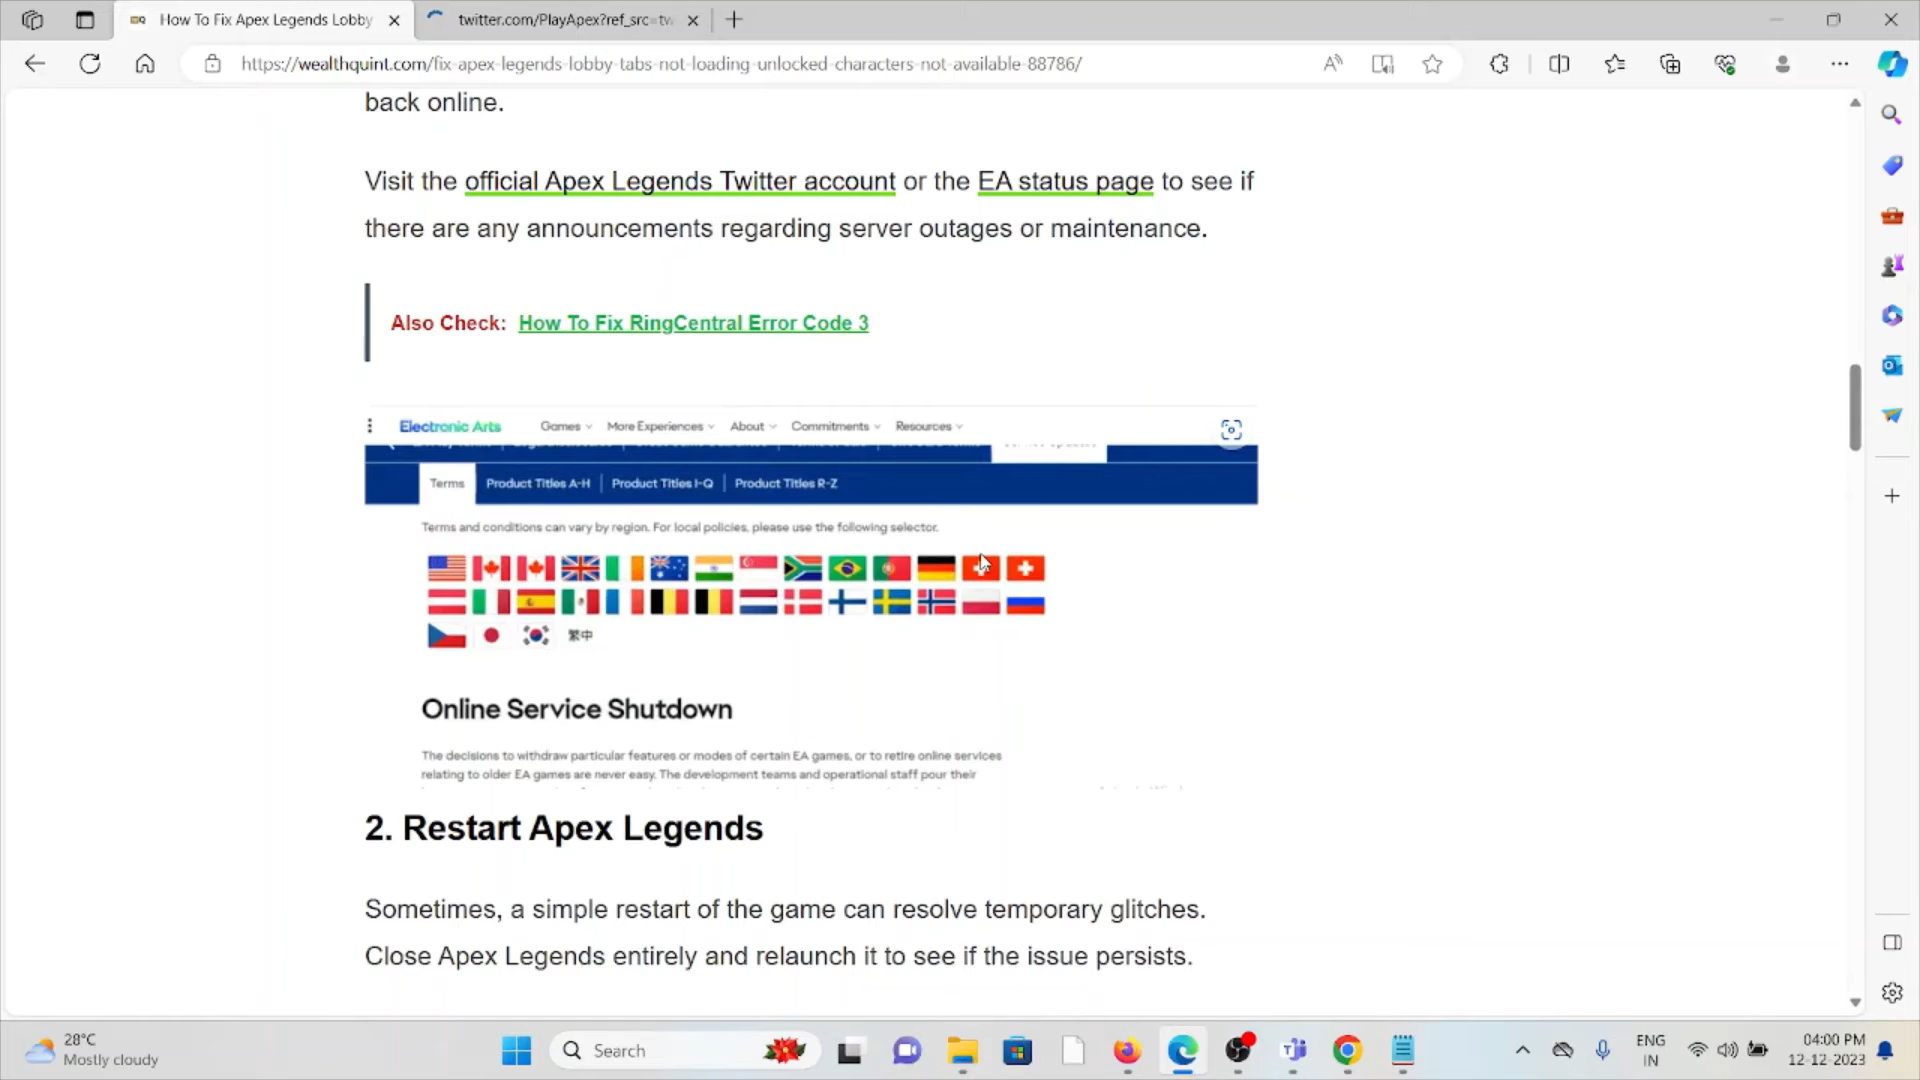 How To Fix Apex Legends Lobby
twitter.com/PlayApex?ref_src=tw
https://wealthquint.com/fix-apex-legends-lobby-tabs-not-loading-unlocked-characters-not-available-88786/
back online.
Visit the official Apex Legends Twitter account or the EA status page to see if
there are any announcements regarding server outages or maintenance.
Also Check: How To Fix RingCentral Error Code 3
Electronic Arts Games More Experiences About Commitments Resources
Terms Product Titles A-H Product Titles I-Q Product Titles R-Z
Terms and conditions can vary by region. For local policies, please use the following selector.
繁中
Online Service Shutdown
The decisions to withdraw particular features or modes of certain EA games, or to retire online services
relating to older EA games are never easy. The development teams and operational staff pour their
2. Restart Apex Legends
Sometimes, a simple restart of the game can resolve temporary glitches.
Close Apex Legends entirely and relaunch it to see if the issue persists.
28°C
Mostly cloudy
Search
ENG
IN
04:00 PM
12-12-2023